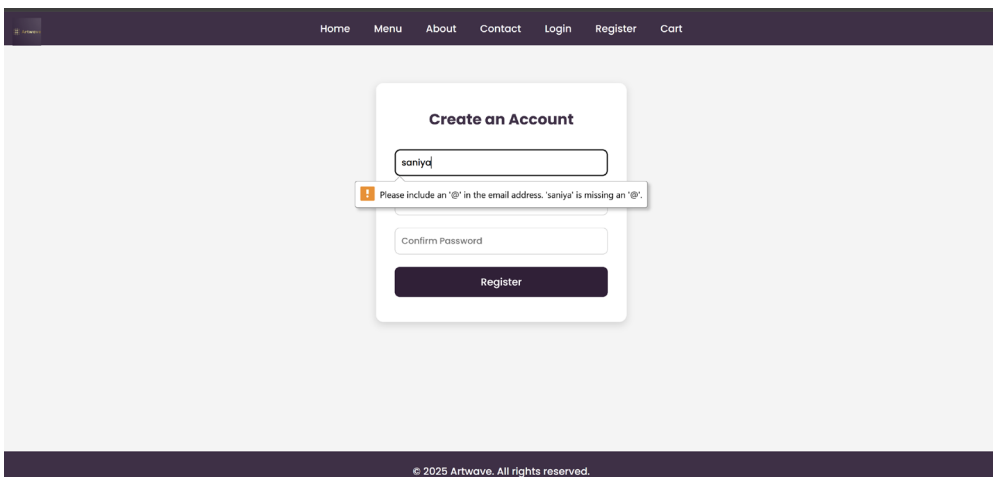 Artwave
Home Menu About Contact Login Register Cart
Create an Account
saniya
Please include an '@' in the email address. 'saniya' is missing an '@'.
Confirm Password
Register
© 2025 Artwave. All rights reserved.